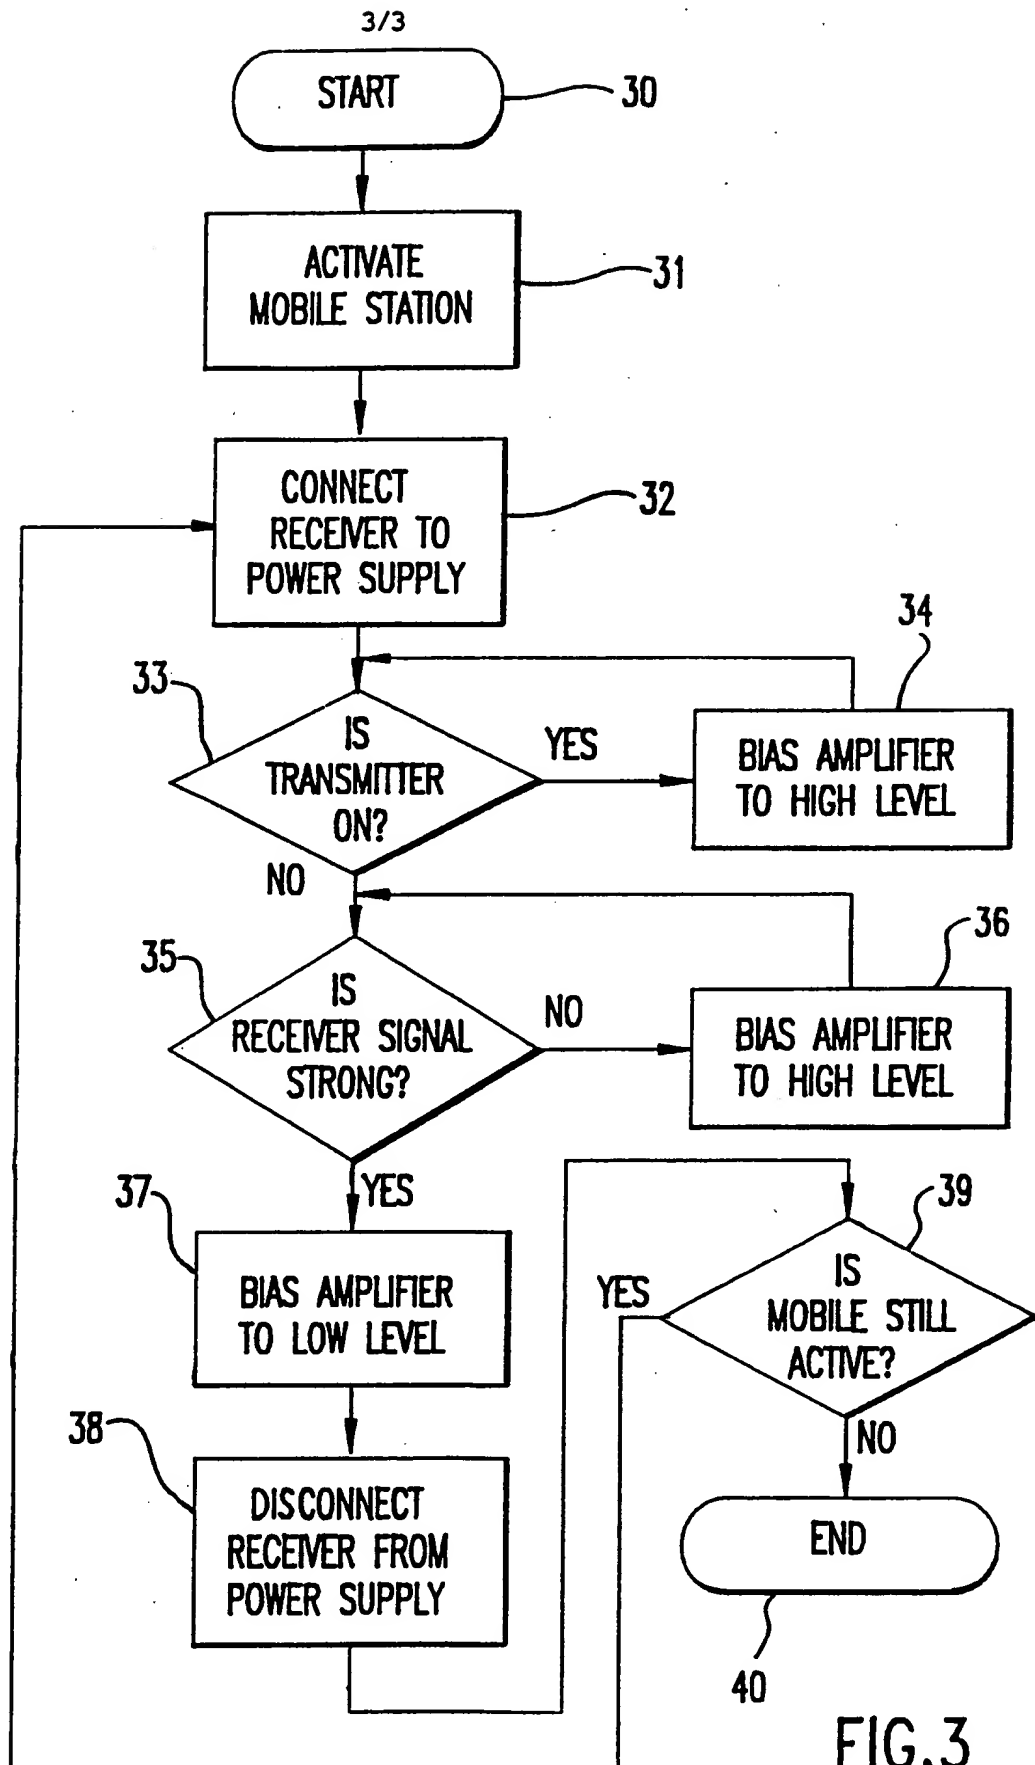 3/3
START
30
ACTIVATE
MOBILE STATION
31
CONNECT
RECEIVER TO
POWER SUPPLY
32
33
IS
TRANSMITTER
ON?
YES
NO
34
BIAS AMPLIFIER
TO HIGH LEVEL
35
IS
RECEIVER SIGNAL
STRONG?
NO
YES
36
BIAS AMPLIFIER
TO HIGH LEVEL
37
BIAS AMPLIFIER
TO LOW LEVEL
38
DISCONNECT
RECEIVER FROM
POWER SUPPLY
39
IS
MOBILE STILL
ACTIVE?
YES
NO
END
40
FIG.3